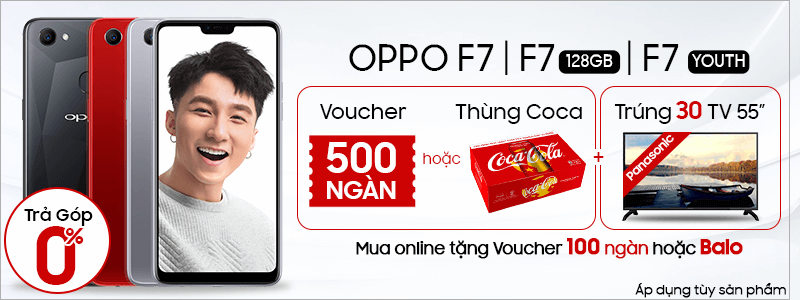 OPPO F7 | F7 128GB | F7 YOUTH
Voucher
500
NGÀN
hoặc
Thùng Coca
Coca-Cola
+
Trúng 30 TV 55"
Panasonic
Trả Góp
0%
Mua online tặng Voucher 100 ngàn hoặc Balo
Áp dụng tùy sản phẩm